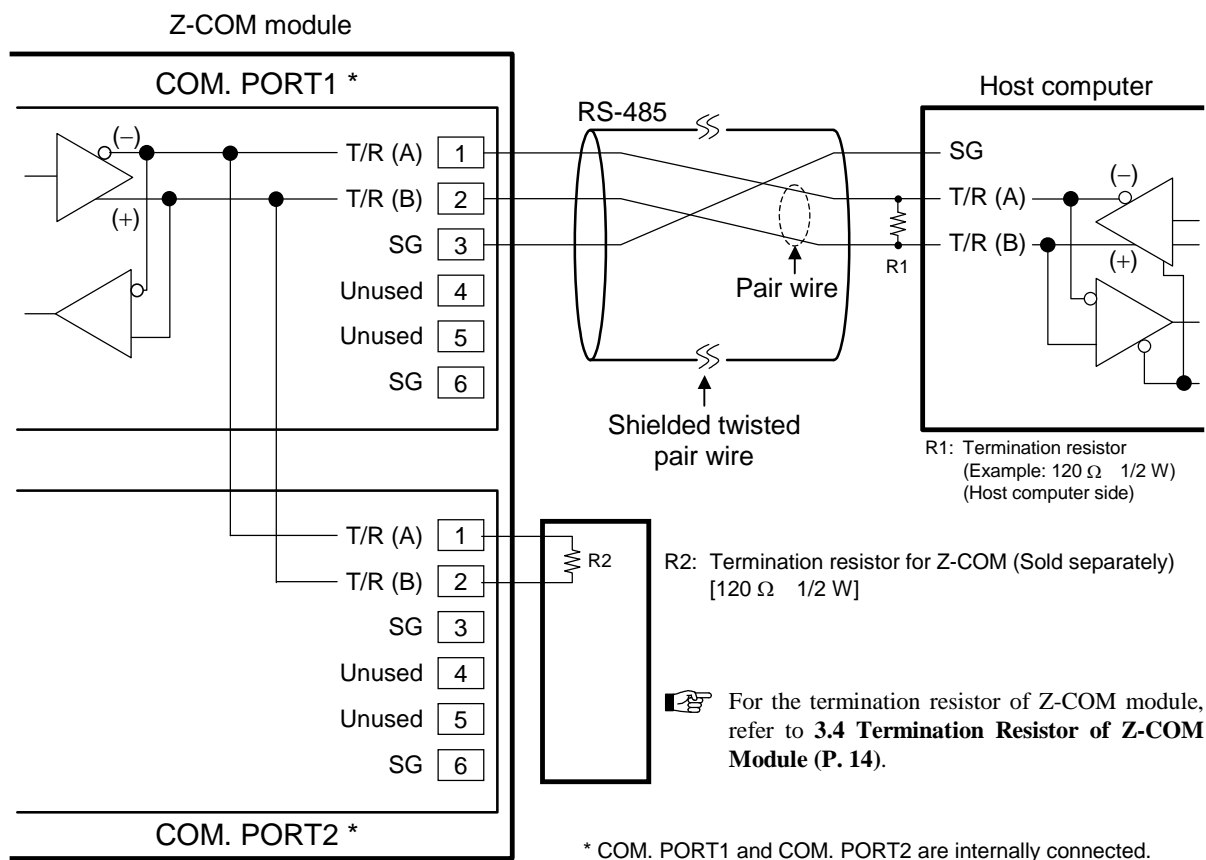 Z-COM module
COM. PORT1 *
(−)
(+)
T/R (A) 1
T/R (B) 2
SG 3
Unused 4
Unused 5
SG 6
RS-485
Pair wire
Shielded twisted
pair wire
R1
Host computer
SG
T/R (A)
T/R (B)
(−)
(+)
R1: Termination resistor
(Example: 120 Ω 1/2 W)
(Host computer side)
T/R (A) 1
T/R (B) 2
SG 3
Unused 4
Unused 5
SG 6
COM. PORT2 *
R2
R2: Termination resistor for Z-COM (Sold separately)
[120 Ω 1/2 W]
For the termination resistor of Z-COM module,
refer to 3.4 Termination Resistor of Z-COM
Module (P. 14).
* COM. PORT1 and COM. PORT2 are internally connected.